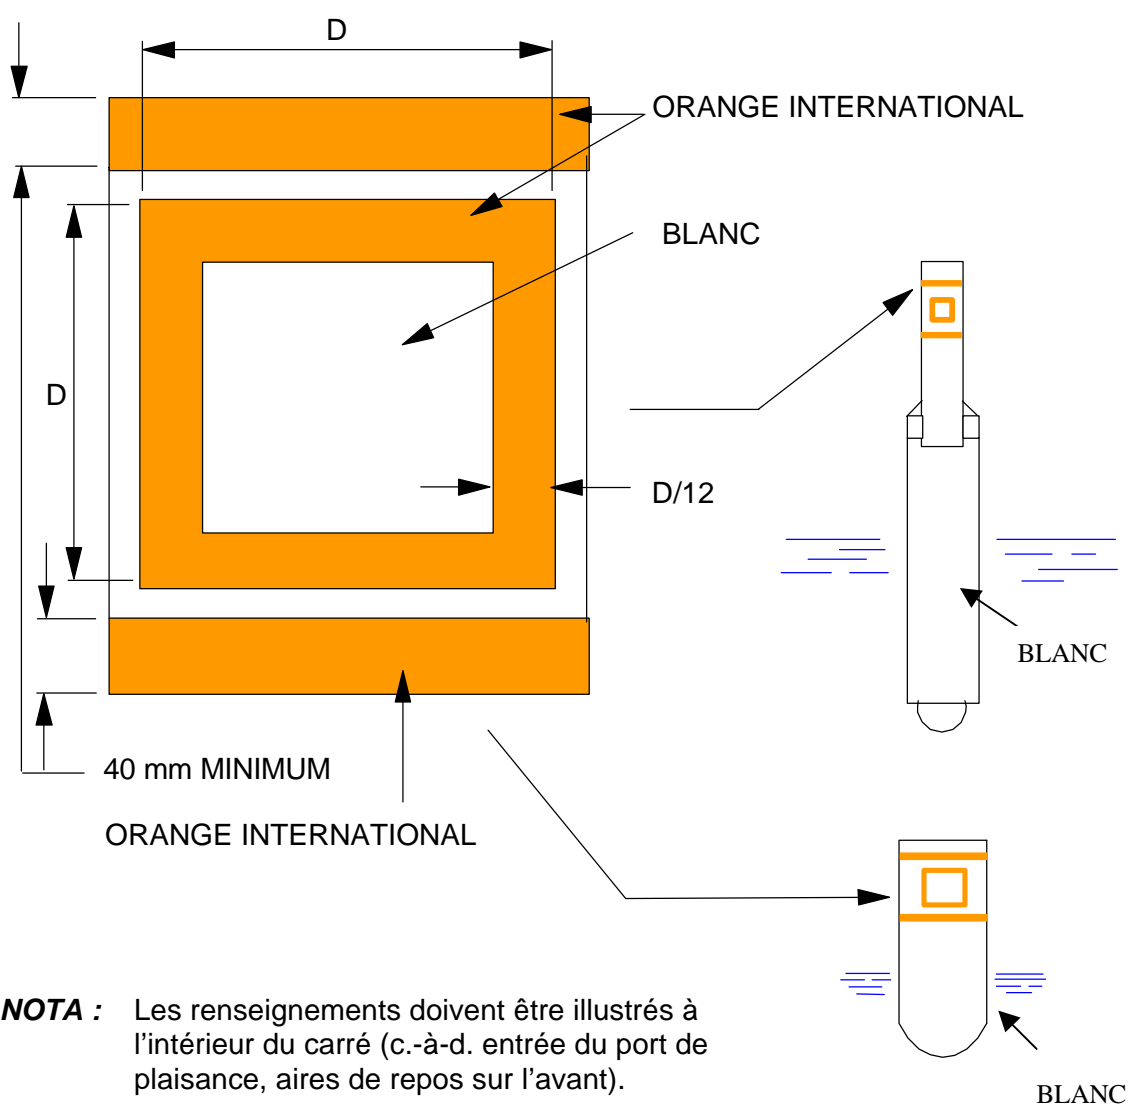 D
ORANGE INTERNATIONAL
BLANC
D
D/12
BLANC
40 mm MINIMUM
ORANGE INTERNATIONAL
NOTA : Les renseignements doivent être illustrés à
l’intérieur du carré (c.-à-d. entrée du port de
plaisance, aires de repos sur l’avant).
BLANC